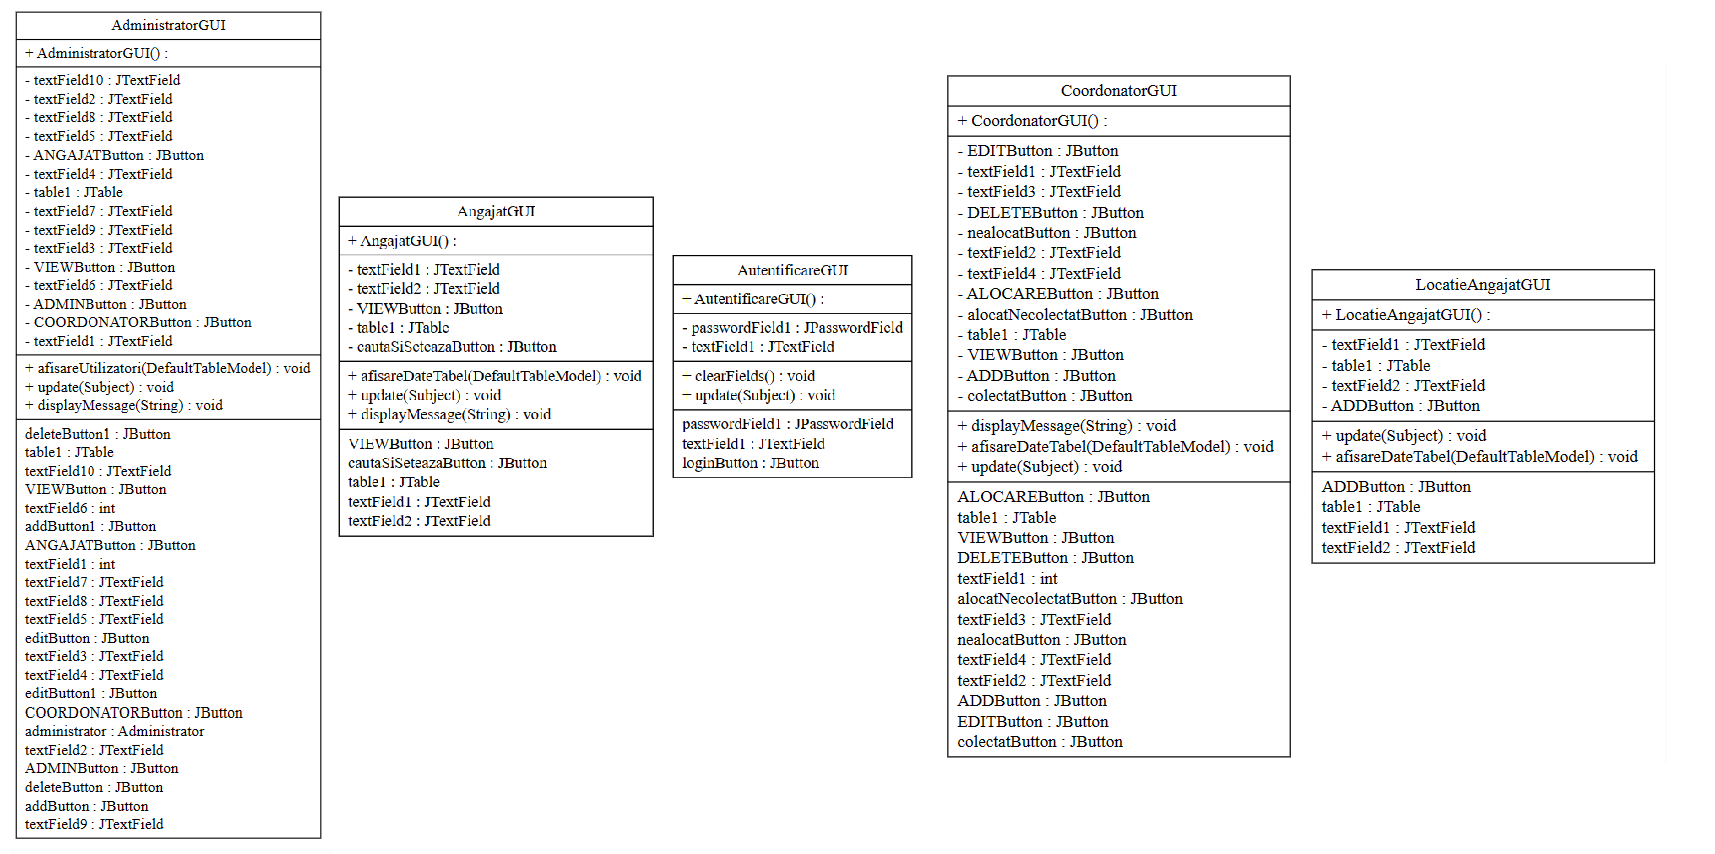 AdministratorGUI
+ AdministratorGUI() :
- textField10 : JTextField
- textField2 : JTextField
- textField8 : JTextField
- textField5 : JTextField
- ANGAJATButton : JButton
- textField4 : JTextField
- table1 : JTable
- textField7 : JTextField
- textField9 : JTextField
- textField3 : JTextField
- VIEWButton : JButton
- textField6 : JTextField
- ADMINButton : JButton
- COORDONATORButton : JButton
- textField1 : JTextField
+ afisareUtilizatori(DefaultTableModel) : void
+ update(Subject) : void
+ displayMessage(String) : void
deleteButton1 : JButton
table1 : JTable
textField10 : JTextField
VIEWButton : JButton
textField6 : int
addButton1 : JButton
ANGAJATButton : JButton
textField1 : int
textField7 : JTextField
textField8 : JTextField
textField5 : JTextField
editButton : JButton
textField3 : JTextField
textField4 : JTextField
editButton1 : JButton
COORDONATORButton : JButton
administrator : Administrator
textField2 : JTextField
ADMINButton : JButton
deleteButton : JButton
addButton : JButton
textField9 : JTextField
AngajatGUI
+ AngajatGUI() :
- textField1 : JTextField
- textField2 : JTextField
- VIEWButton : JButton
- table1 : JTable
- cautaSiSeteazaButton : JButton
+ afisareDateTabel(DefaultTableModel) : void
+ update(Subject) : void
+ displayMessage(String) : void
VIEWButton : JButton
cautaSiSeteazaButton : JButton
table1 : JTable
textField1 : JTextField
textField2 : JTextField
AutentificareGUI
+ AutentificareGUI() :
- passwordField1 : JPasswordField
- textField1 : JTextField
+ clearFields() : void
+ update(Subject) : void
passwordField1 : JPasswordField
textField1 : JTextField
loginButton : JButton
CoordonatorGUI
+ CoordonatorGUI() :
- EDITButton : JButton
- textField1 : JTextField
- textField3 : JTextField
- DELETEButton : JButton
- nealocatButton : JButton
- textField2 : JTextField
- textField4 : JTextField
- ALOCAREButton : JButton
- alocatNecolectatButton : JButton
- table1 : JTable
- VIEWButton : JButton
- ADDButton : JButton
- colectatButton : JButton
+ displayMessage(String) : void
+ afisareDateTabel(DefaultTableModel) : void
+ update(Subject) : void
ALOCAREButton : JButton
table1 : JTable
VIEWButton : JButton
DELETEButton : JButton
textField1 : int
alocatNecolectatButton : JButton
textField3 : JTextField
nealocatButton : JButton
textField4 : JTextField
textField2 : JTextField
ADDButton : JButton
EDITButton : JButton
colectatButton : JButton
LocatieAngajatGUI
+ LocatieAngajatGUI() :
- textField1 : JTextField
- table1 : JTable
- textField2 : JTextField
- ADDButton : JButton
+ update(Subject) : void
+ afisareDateTabel(DefaultTableModel) : void
ADDButton : JButton
table1 : JTable
textField1 : JTextField
textField2 : JTextField